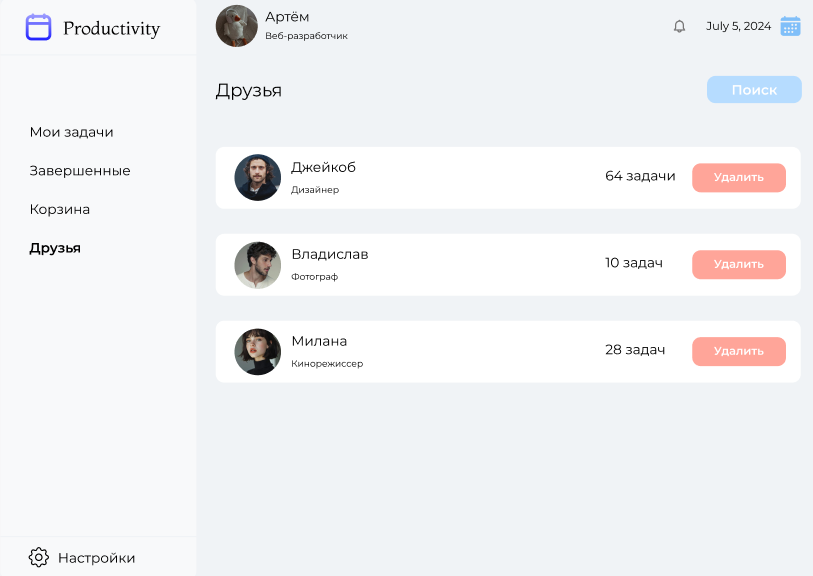 Productivity
Артём
Веб-разработчик
July 5, 2024
Друзья
Поиск
Мои задачи
Завершенные
Корзина
Друзья
Джейкоб
Дизайнер
64 задачи
Удалить
Владислав
Фотограф
10 задач
Удалить
Милана
Кинорежиссер
28 задач
Удалить
Настройки